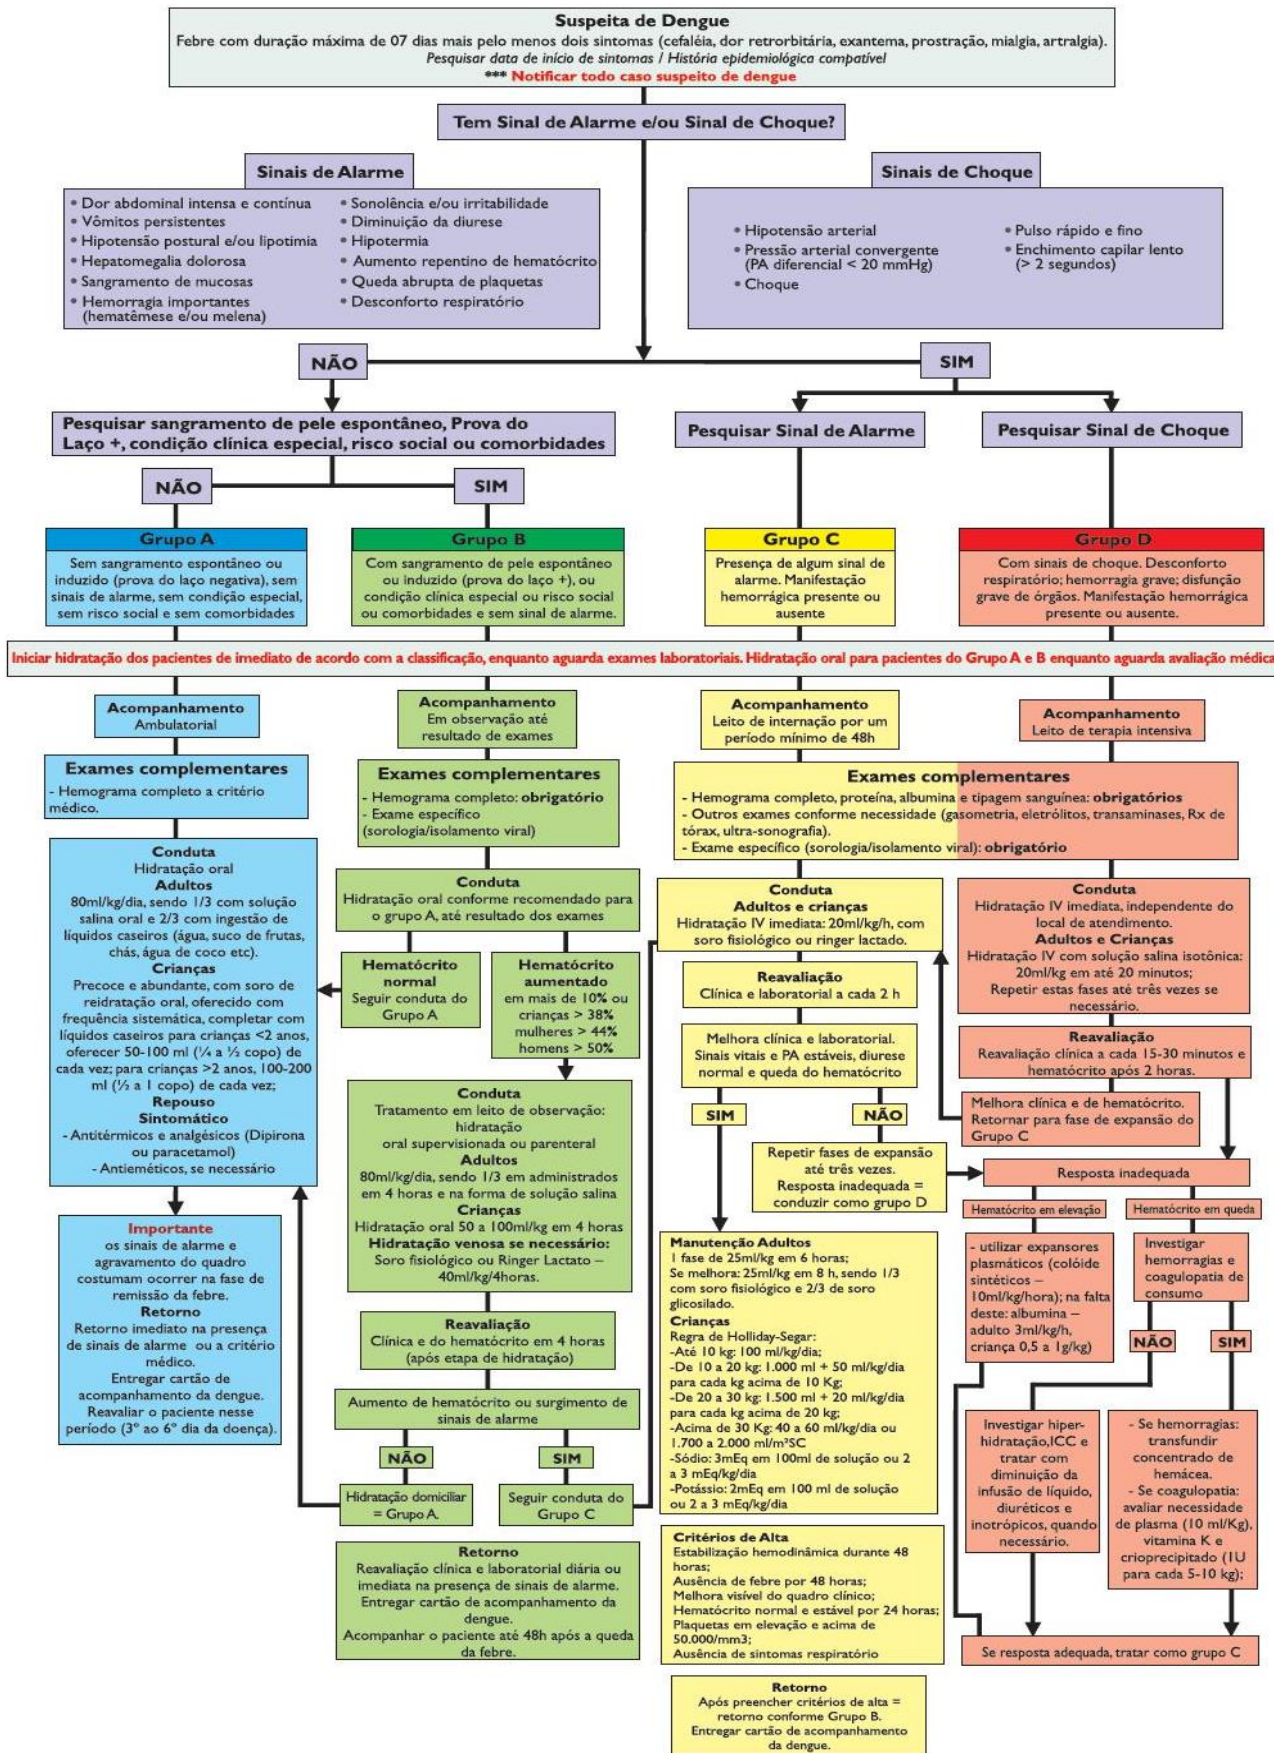 Suspeita de Dengue
Febre com duração máxima de 07 dias mais pelo menos dois sintomas (cefaléia, dor retrorbitária, exantema, prostração, mialgia, artralgia).
Pesquisar data de início de sintomas / História epidemiológica compatível
*** Notificar todo caso suspeito de dengue
Tem Sinal de Alarme e/ou Sinal de Choque?
Sinais de Alarme
• Dor abdominal intensa e contínua
• Vômitos persistentes
• Hipotensão postural e/ou lipotimia
• Hepatomegalia dolorosa
• Sangramento de mucosas
• Hemorragia importantes
(hematêmese e/ou melena)
• Sonolência e/ou irritabilidade
• Diminuição da diurese
• Hipotermia
• Aumento repentino de hematócrito
• Queda abrupta de plaquetas
• Desconforto respiratório
Sinais de Choque
• Hipotensão arterial
• Pressão arterial convergente
(PA diferencial < 20 mmHg)
• Choque
• Pulso rápido e fino
• Enchimento capilar lento
(> 2 segundos)
NÃO
SIM
Pesquisar sangramento de pele espontâneo, Prova do
Laço +, condição clínica especial, risco social ou comorbidades
Pesquisar Sinal de Alarme
Pesquisar Sinal de Choque
NÃO
SIM
Grupo A
Sem sangramento espontâneo ou
induzido (prova do laço negativa), sem
sinais de alarme, sem condição especial,
sem risco social e sem comorbidades
Grupo B
Com sangramento de pele espontâneo
ou induzido (prova do laço +), ou
condição clínica especial ou risco social
ou comorbidades e sem sinal de alarme.
Grupo C
Presença de algum sinal de
alarme. Manifestação
hemorrágica presente ou
ausente
Grupo D
Com sinais de choque. Desconforto
respiratório; hemorragia grave; disfunção
grave de órgãos. Manifestação hemorrágica
presente ou ausente.
Iniciar hidratação dos pacientes de imediato de acordo com a classificação, enquanto aguarda exames laboratoriais. Hidratação oral para pacientes do Grupo A e B enquanto aguarda avaliação médica
Acompanhamento
Ambulatorial
Exames complementares
- Hemograma completo a critério
médico.
Conduta
Hidratação oral
Adultos
80ml/kg/dia, sendo 1/3 com solução
salina oral e 2/3 com ingestão de
líquidos caseiros (água, suco de frutas,
chás, água de coco etc).
Crianças
Precoce e abundante, com soro de
reidratação oral, oferecido com
frequência sistemática, completar com
líquidos caseiros para crianças <2 anos,
oferecer 50-100 ml (¼ a ½ copo) de
cada vez; para crianças >2 anos, 100-200
ml (½ a 1 copo) de cada vez;
Repouso
Sintomático
- Antitérmicos e analgésicos (Dipirona
ou paracetamol)
- Antieméticos, se necessário
Importante
os sinais de alarme e
agravamento do quadro
costumam ocorrer na fase de
remissão da febre.
Retorno
Retorno imediato na presença
de sinais de alarme ou a critério
médico.
Entregar cartão de
acompanhamento da dengue.
Reavaliar o paciente nesse
período (3º ao 6º dia da doença).
Acompanhamento
Em observação até
resultado de exames
Exames complementares
- Hemograma completo: obrigatório
- Exame específico
(sorologia/isolamento viral)
Conduta
Hidratação oral conforme recomendado para
o grupo A, até resultado dos exames
Hematócrito
normal
Seguir conduta do
Grupo A
Hematócrito
aumentado
em mais de 10% ou
crianças > 38%
mulheres > 44%
homens > 50%
Conduta
Tratamento em leito de observação:
hidratação
oral supervisionada ou parenteral
Adultos
80ml/kg/dia, sendo 1/3 em administrados
em 4 horas e na forma de solução salina
Crianças
Hidratação oral 50 a 100ml/kg em 4 horas
Hidratação venosa se necessário:
Soro fisiológico ou Ringer Lactato –
40ml/kg/4horas.
Reavaliação
Clínica e do hematócrito em 4 horas
(após etapa de hidratação)
Aumento de hematócrito ou surgimento de
sinais de alarme
NÃO
SIM
Hidratação domiciliar
= Grupo A.
Seguir conduta do
Grupo C
Retorno
Reavaliação clínica e laboratorial diária ou
imediata na presença de sinais de alarme.
Entregar cartão de acompanhamento da
dengue.
Acompanhar o paciente até 48h após a queda
da febre.
Acompanhamento
Leito de internação por um
período mínimo de 48h
Acompanhamento
Leito de terapia intensiva
Exames complementares
- Hemograma completo, proteína, albumina e tipagem sanguínea: obrigatórios
- Outros exames conforme necessidade (gasometria, eletrólitos, transaminases, Rx de
tórax, ultra-sonografia).
- Exame específico (sorologia/isolamento viral): obrigatório
Conduta
Adultos e crianças
Hidratação IV imediata: 20ml/kg/h, com
soro fisiológico ou ringer lactado.
Reavaliação
Clínica e laboratorial a cada 2 h
Melhora clínica e laboratorial.
Sinais vitais e PA estáveis, diurese
normal e queda do hematócrito
SIM
NÃO
Repetir fases de expansão
até três vezes.
Resposta inadequada =
conduzir como grupo D
Manutenção Adultos
1 fase de 25ml/kg em 6 horas;
Se melhora: 25ml/kg em 8 h, sendo 1/3
com soro fisiológico e 2/3 de soro
glicosilado.
Crianças
Regra de Holliday-Segar:
-Até 10 kg: 100 ml/kg/dia;
-De 10 a 20 kg: 1.000 ml + 50 ml/kg/dia
para cada kg acima de 10 Kg;
-De 20 a 30 kg: 1.500 ml + 20 ml/kg/dia
para cada kg acima de 20 kg;
-Acima de 30 Kg: 40 a 60 ml/kg/dia ou
1.700 a 2.000 ml/m²SC
-Sódio: 3mEq em 100ml de solução ou 2
a 3 mEq/kg/dia
-Potássio: 2mEq em 100 ml de solução
ou 2 a 3 mEq/kg/dia
Critérios de Alta
Estabilização hemodinâmica durante 48
horas;
Ausência de febre por 48 horas;
Melhora visível do quadro clínico;
Hematócrito normal e estável por 24 horas;
Plaquetas em elevação e acima de
50.000/mm3;
Ausência de sintomas respiratório
Retorno
Após preencher critérios de alta =
retorno conforme Grupo B.
Entregar cartão de acompanhamento
da dengue.
Conduta
Hidratação IV imediata, independente do
local de atendimento.
Adultos e Crianças
Hidratação IV com solução salina isotônica:
20ml/kg em até 20 minutos;
Repetir estas fases até três vezes se
necessário.
Reavaliação
Reavaliação clínica a cada 15-30 minutos e
hematócrito após 2 horas.
Melhora clínica e de hematócrito.
Retornar para fase de expansão do
Grupo C
Resposta inadequada
Hematócrito em elevação
Hematócrito em queda
- utilizar expansores
plasmáticos (colóide
sintéticos –
10ml/kg/hora); na falta
deste: albumina –
adulto 3ml/kg/h,
criança 0,5 a 1g/kg)
Investigar
hemorragias e
coagulopatia de
consumo
NÃO
SIM
Investigar hiper-
hidratação,ICC e
tratar com
diminuição da
infusão de líquido,
diuréticos e
inotrópicos, quando
necessário.
- Se hemorragias:
transfundir
concentrado de
hemácea.
- Se coagulopatia:
avaliar necessidade
de plasma (10 ml/Kg),
vitamina K e
crioprecipitado (1U
para cada 5-10 kg);
Se resposta adequada, tratar como grupo C